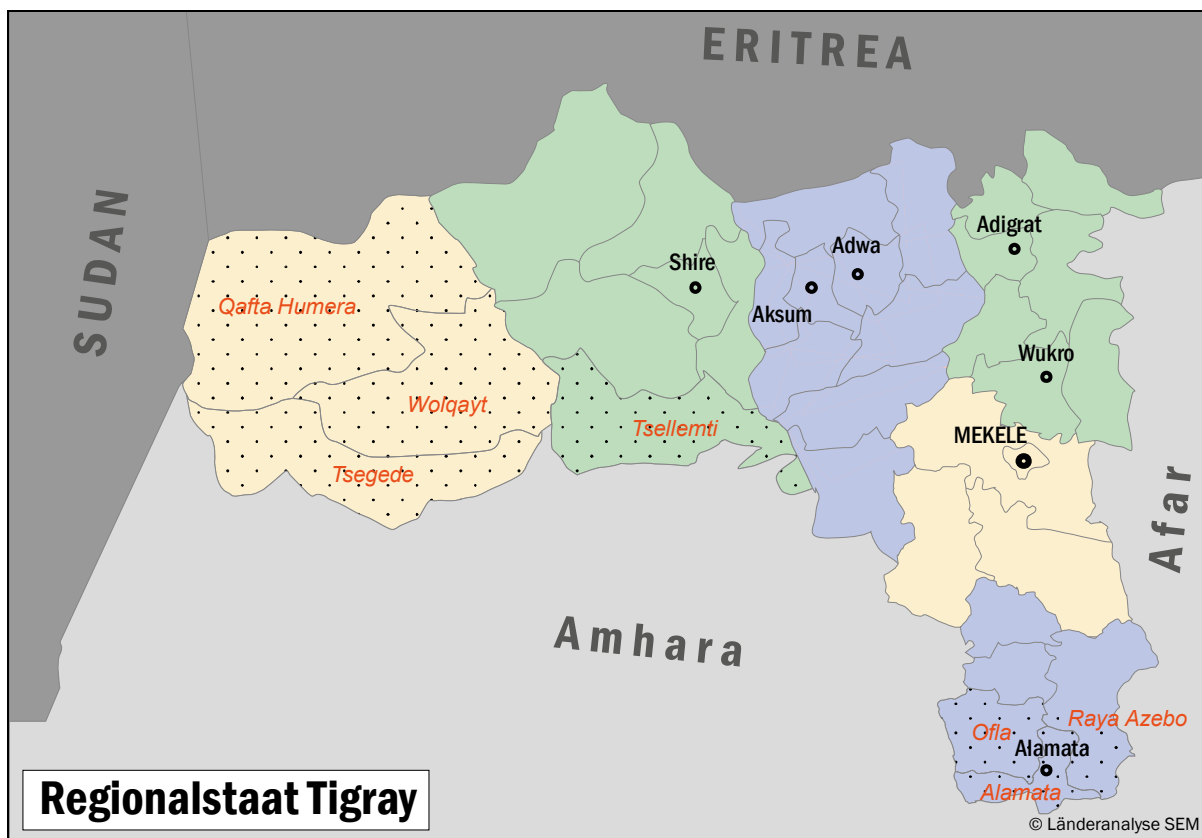 ERITREA
SUDAN
Adigrat
Adwa
Shire
Qafta Humera
Aksum
Wukro
Wolqayt
Tsellemti
MEKELE
Tsegede
Afar
Amhara
Raya Azebo
Ofla
Alamata
Alamata
Regionalstaat Tigray
© Länderanalyse SEM